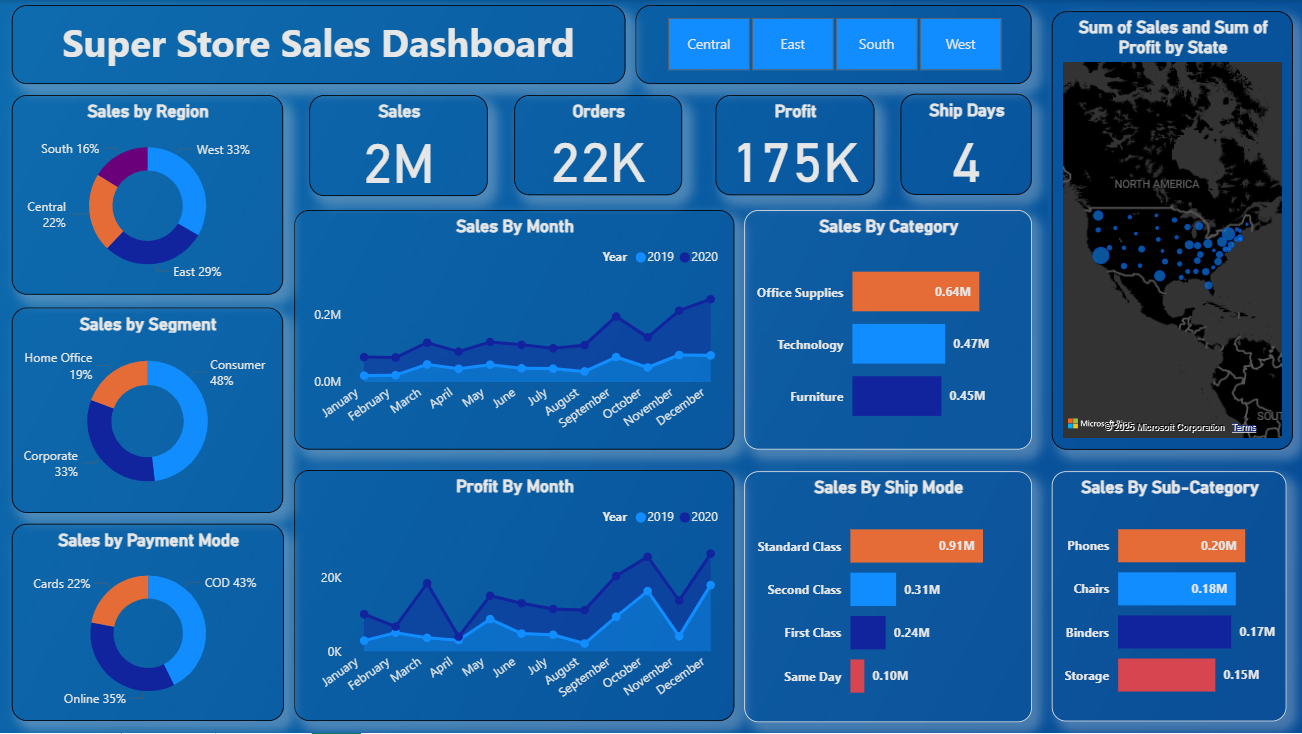 Super Store Sales Dashboard
Central
East
South
West
Sum of Sales and Sum of
Profit by State
NORTH AMERICA
Microsoft
© 2025 Microsoft Corporation Terms
Sales by Region
South 16%
West 33%
Central
22%
East 29%
Sales
2M
Orders
22K
Profit
175K
Ship Days
4
Sales By Month
Year 2019 2020
0.2M
0.0M
January
February
March
April
May
June
July
August
September
October
November
December
Sales By Category
Office Supplies 0.64M
Technology 0.47M
Furniture 0.45M
Sales by Segment
Home Office
19%
Consumer
48%
Corporate
33%
Sales by Payment Mode
Cards 22%
COD 43%
Online 35%
Profit By Month
Year 2019 2020
20K
0K
January
February
March
April
May
June
July
August
September
October
November
December
Sales By Ship Mode
Standard Class 0.91M
Second Class 0.31M
First Class 0.24M
Same Day 0.10M
Sales By Sub-Category
Phones 0.20M
Chairs 0.18M
Binders 0.17M
Storage 0.15M